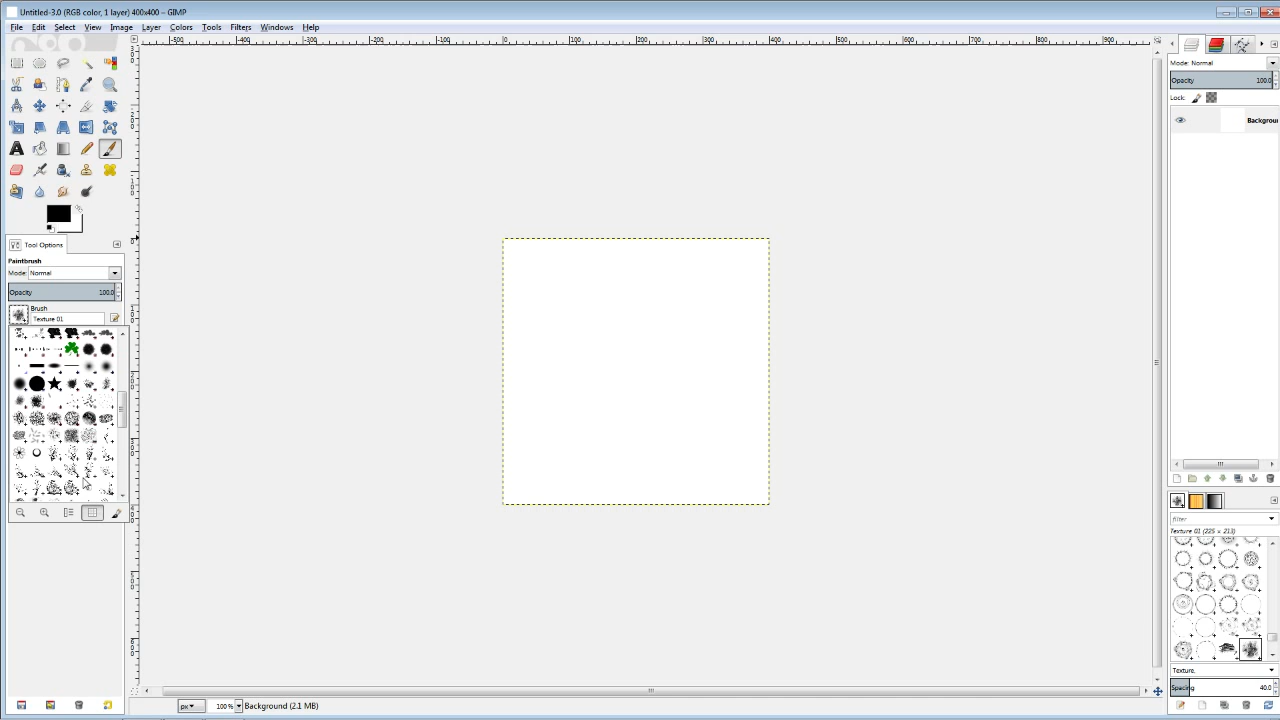 Untitled-3.0 (RGB color, 1 layer) 400x400 – GIMP
File Edit Select View Image Layer Colors Tools Filters Windows Help
-500 -400 -300 -200 -100 0 100 200 300 400 500 600 700 800 900
Mode: Normal
Opacity 100.0
Lock:
Backgrou
Tool Options
Paintbrush
Mode: Normal
Opacity 100.0
Brush
Texture 01
filter
Texture 01 (225 × 213)
Texture.
Spacing 40.0
px 100 % Background (2.1 MB)